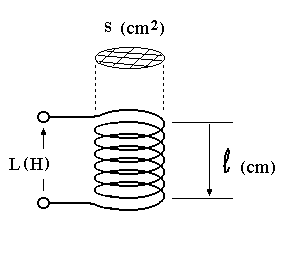 S (cm²)
L (H)
ℓ (cm)